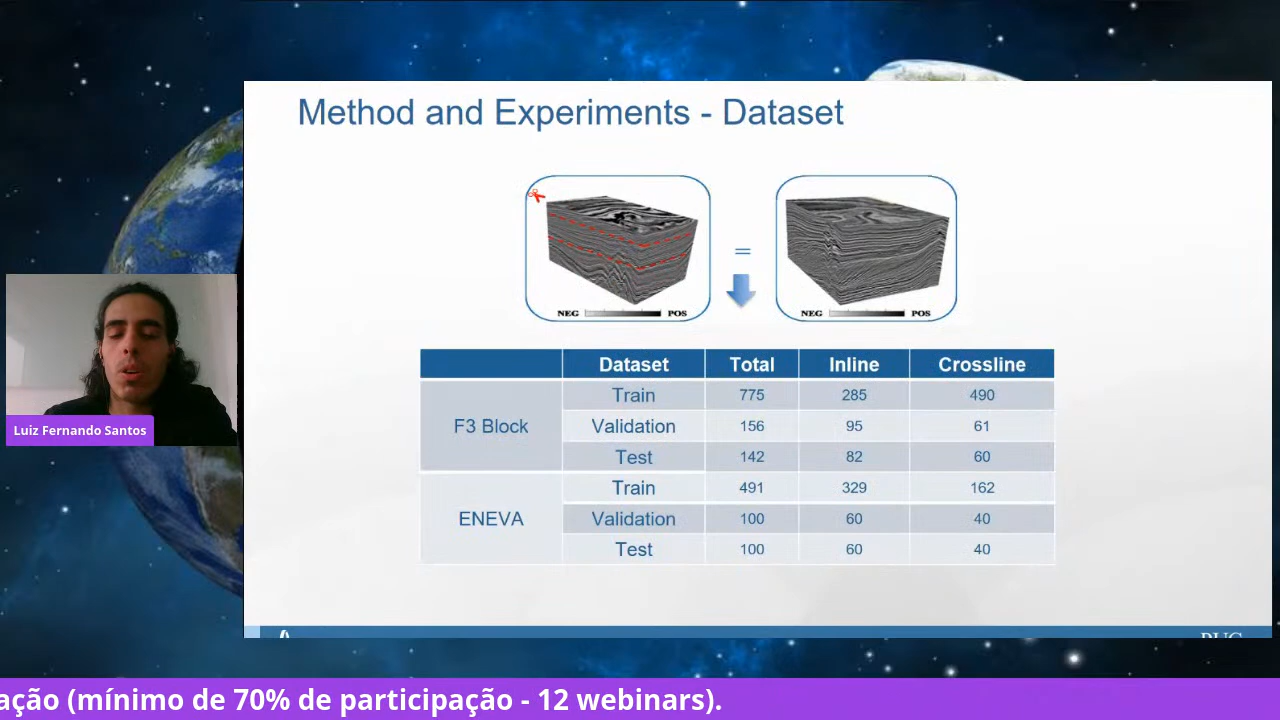 Method and Experiments - Dataset
=
NEG POS
NEG POS
Dataset Total Inline Crossline
F3 Block
Train 775 285 490
Validation 156 95 61
Test 142 82 60
ENEVA
Train 491 329 162
Validation 100 60 40
Test 100 60 40
Luiz Fernando Santos
ação (mínimo de 70% de participação - 12 webinars).